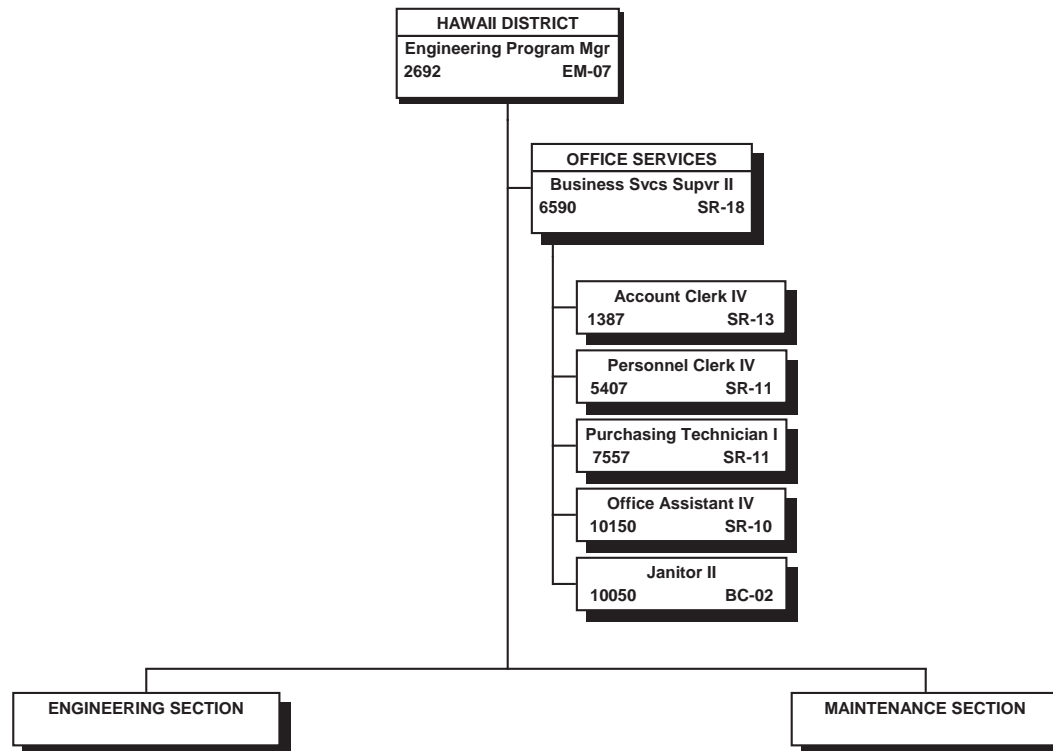 HAWAII DISTRICT
Engineering Program Mgr
2692 EM-07
OFFICE SERVICES
Business Svcs Supvr II
6590 SR-18
Account Clerk IV
1387 SR-13
Personnel Clerk IV
5407 SR-11
Purchasing Technician I
7557 SR-11
Office Assistant IV
10150 SR-10
Janitor II
10050 BC-02
ENGINEERING SECTION
MAINTENANCE SECTION